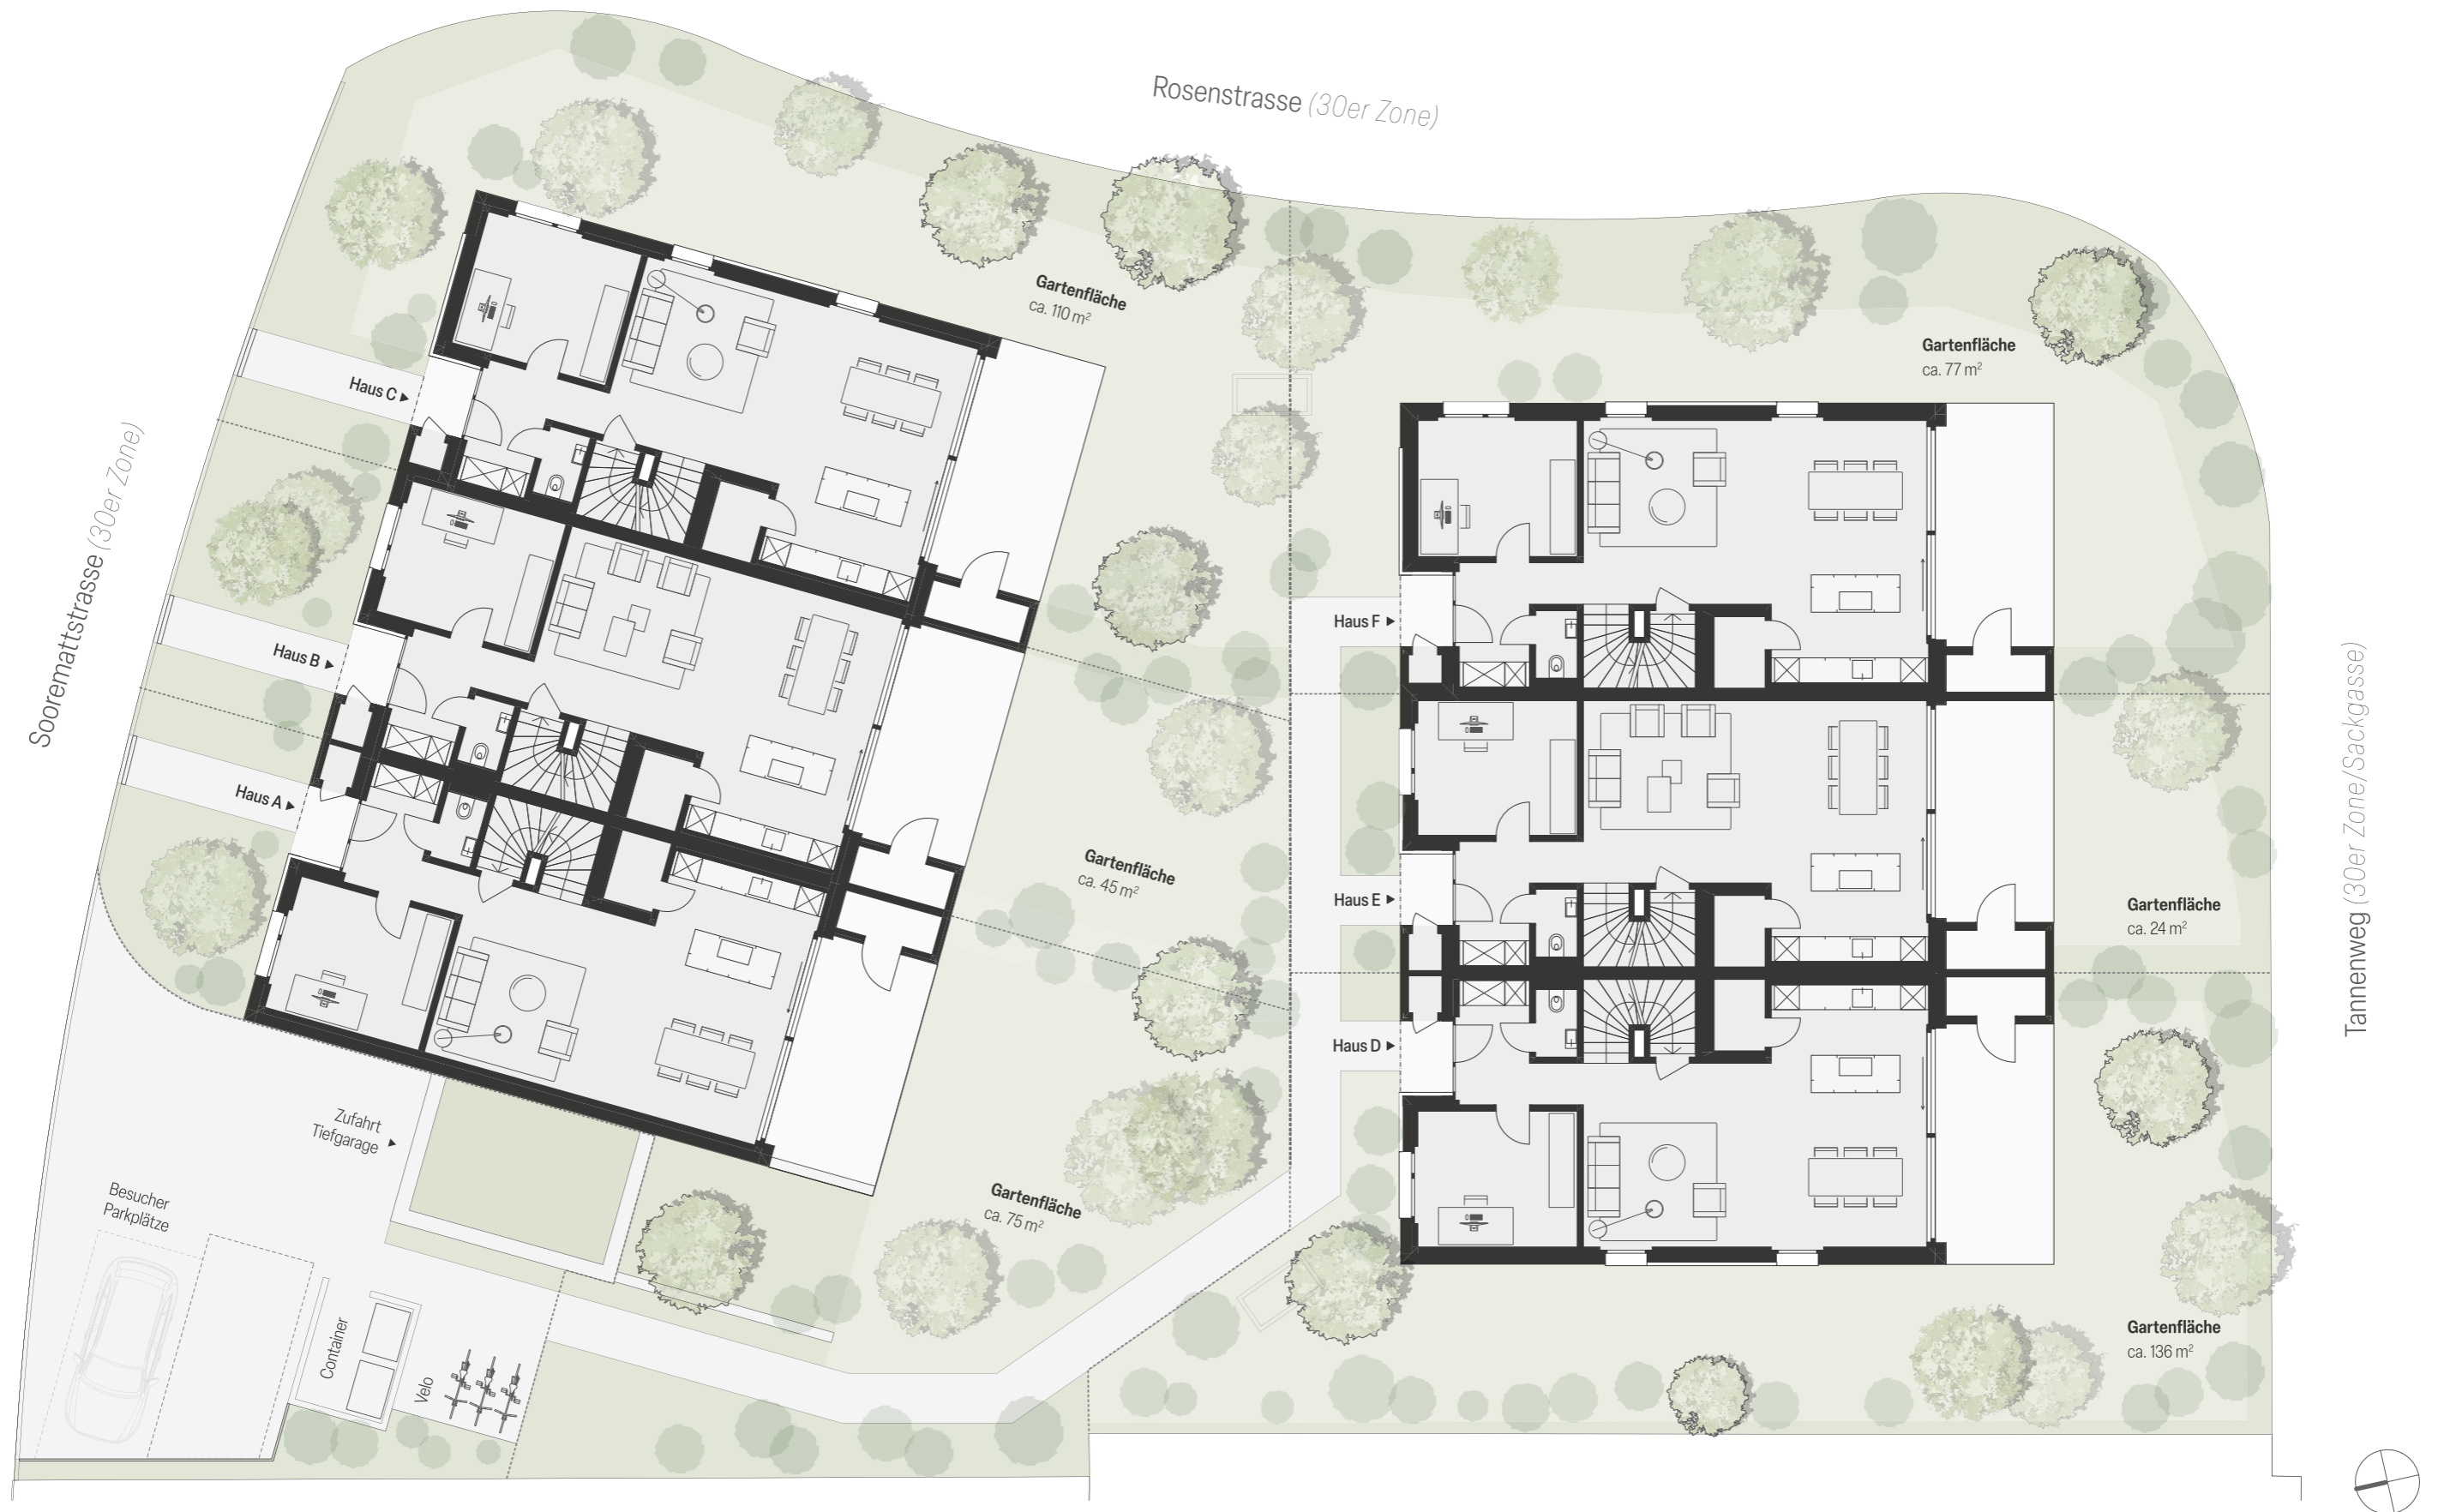 Rosenstrasse (30er Zone)
Gartenfläche
ca. 110 m²
Gartenfläche
ca. 77 m²
Haus C
Sooremattstrasse (30er Zone)
Haus B
Haus A
Haus F
Haus E
Haus D
Gartenfläche
ca. 45 m²
Gartenfläche
ca. 24 m²
Tannenweg (30er Zone/Sackgasse)
Zufahrt
Tiefgarage
Besucher
Parkplätze
Gartenfläche
ca. 75 m²
Container
Velo
Gartenfläche
ca. 136 m²